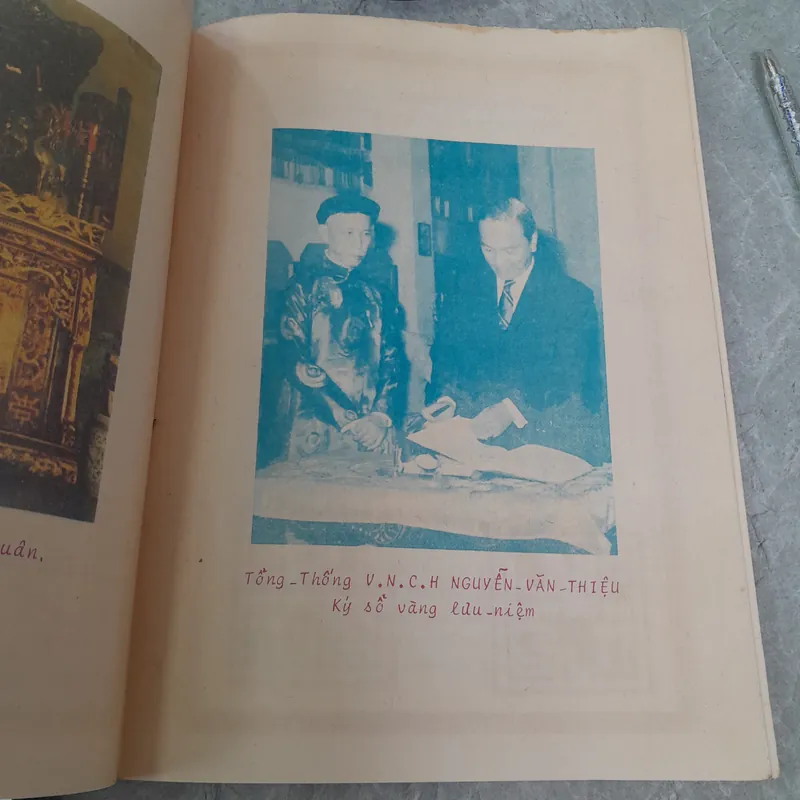 uân.
Tổng_Thống V.N.C.H NGUYỄN_VĂN_THIỆU
Ký sổ vàng lưu_niệm